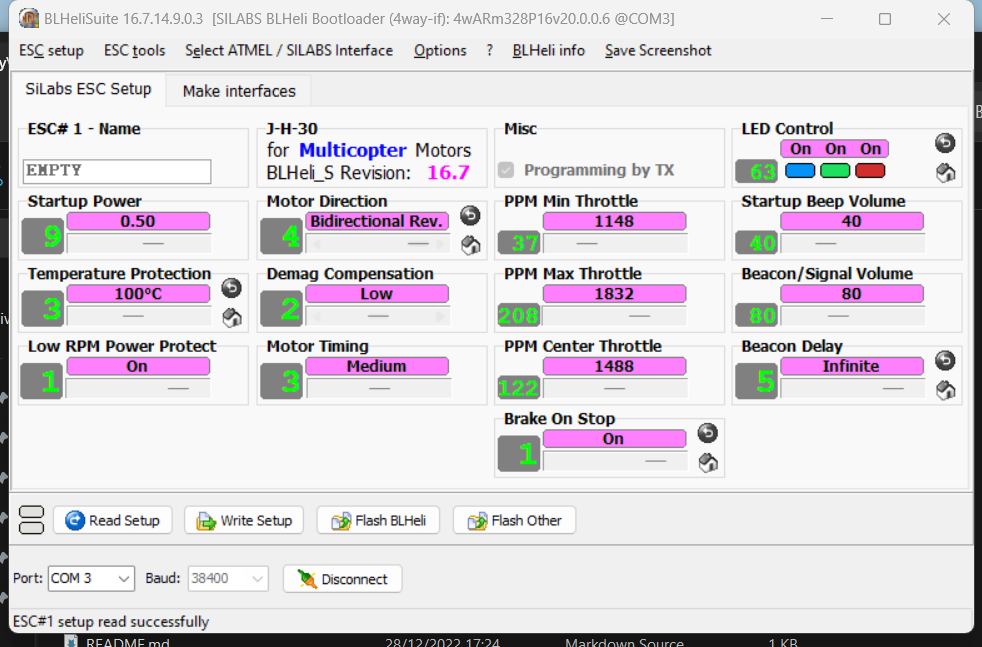 BLHeliSuite 16.7.14.9.0.3 [SILABS BLHeli Bootloader (4way-if): 4wARm328P16v20.0.0.6 @COM3]
ESC setup ESC tools Select ATMEL / SILABS Interface Options ? BLHeli info Save Screenshot
SiLabs ESC Setup Make interfaces
ESC# 1 - Name
EMPTY
J-H-30
for Multicopter Motors
BLHeli_S Revision: 16.7
Misc
Programming by TX
LED Control
On On On
63
Startup Power
0.50
9
Motor Direction
Bidirectional Rev.
4
PPM Min Throttle
1148
37
Startup Beep Volume
40
40
Temperature Protection
100°C
3
Demag Compensation
Low
2
PPM Max Throttle
1832
208
Beacon/Signal Volume
80
80
Low RPM Power Protect
On
1
Motor Timing
Medium
3
PPM Center Throttle
1488
122
Beacon Delay
Infinite
5
Brake On Stop
On
1
Read Setup Write Setup Flash BLHeli Flash Other
Port: COM 3 Baud: 38400 Disconnect
ESC#1 setup read successfully
README.md 28/12/2022 17:24 Markdown Source 1 KB